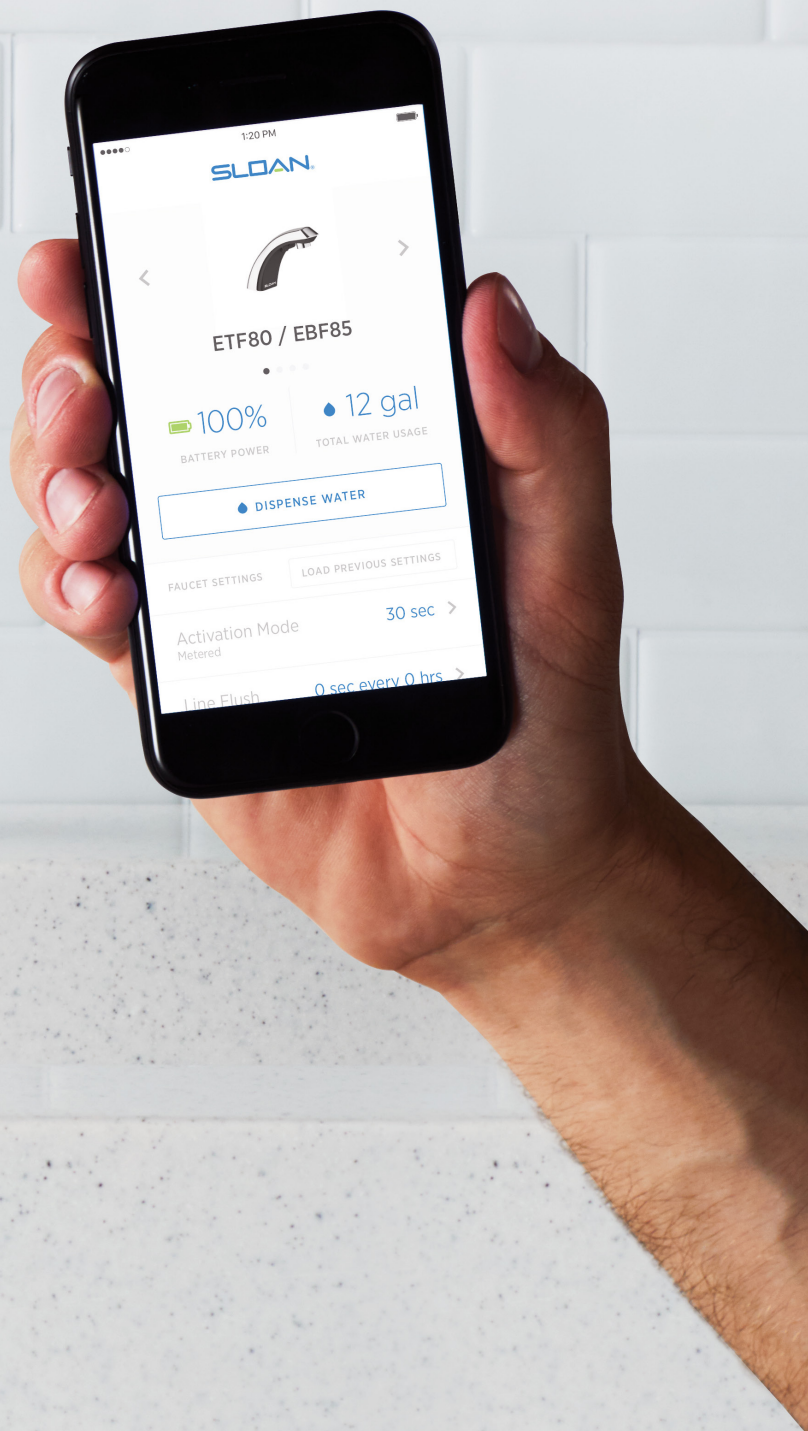 1:20 PM
SLOAN
ETF80 / EBF85
100%
BATTERY POWER
12 gal
TOTAL WATER USAGE
DISPENSE WATER
FAUCET SETTINGS
LOAD PREVIOUS SETTINGS
Activation Mode
30 sec
Metered
Line Flush
0 sec every 0 hrs